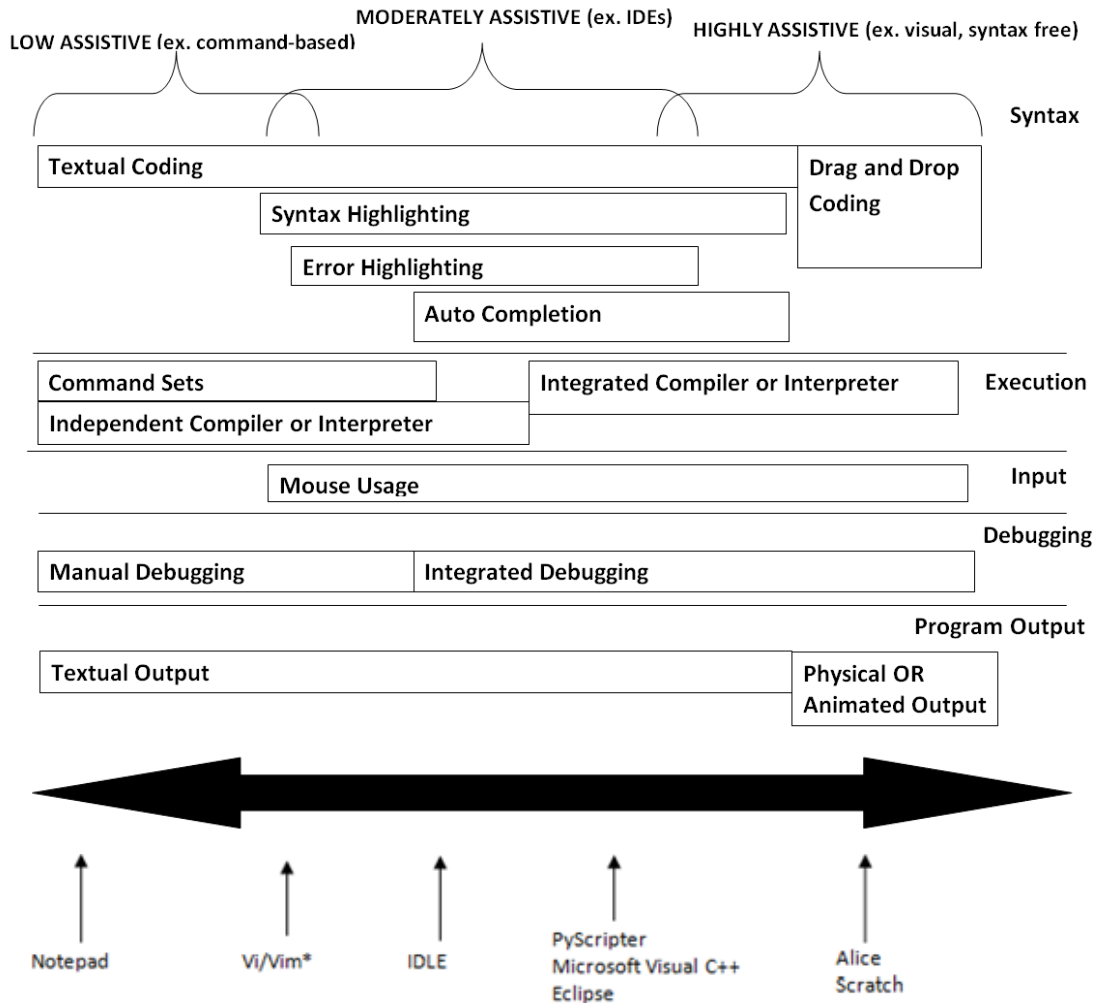 MODERATELY ASSISTIVE (ex. IDEs)
LOW ASSISTIVE (ex. command-based)
HIGHLY ASSISTIVE (ex. visual, syntax free)
Syntax
Textual Coding
Drag and Drop
Coding
Syntax Highlighting
Error Highlighting
Auto Completion
Command Sets
Integrated Compiler or Interpreter
Execution
Independent Compiler or Interpreter
Mouse Usage
Input
Debugging
Manual Debugging
Integrated Debugging
Program Output
Textual Output
Physical OR
Animated Output
Notepad
Vi/Vim*
IDLE
PyScripter
Microsoft Visual C++
Eclipse
Alice
Scratch